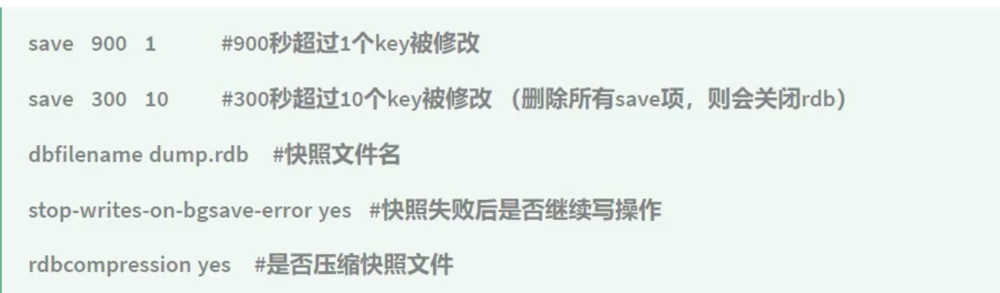 save 900 1 #900秒超过1个key被修改
save 300 10 #300秒超过10个key被修改 （删除所有save项，则会关闭rdb）
dbfilename dump.rdb #快照文件名
stop-writes-on-bgsave-error yes #快照失败后是否继续写操作
rdbcompression yes #是否压缩快照文件